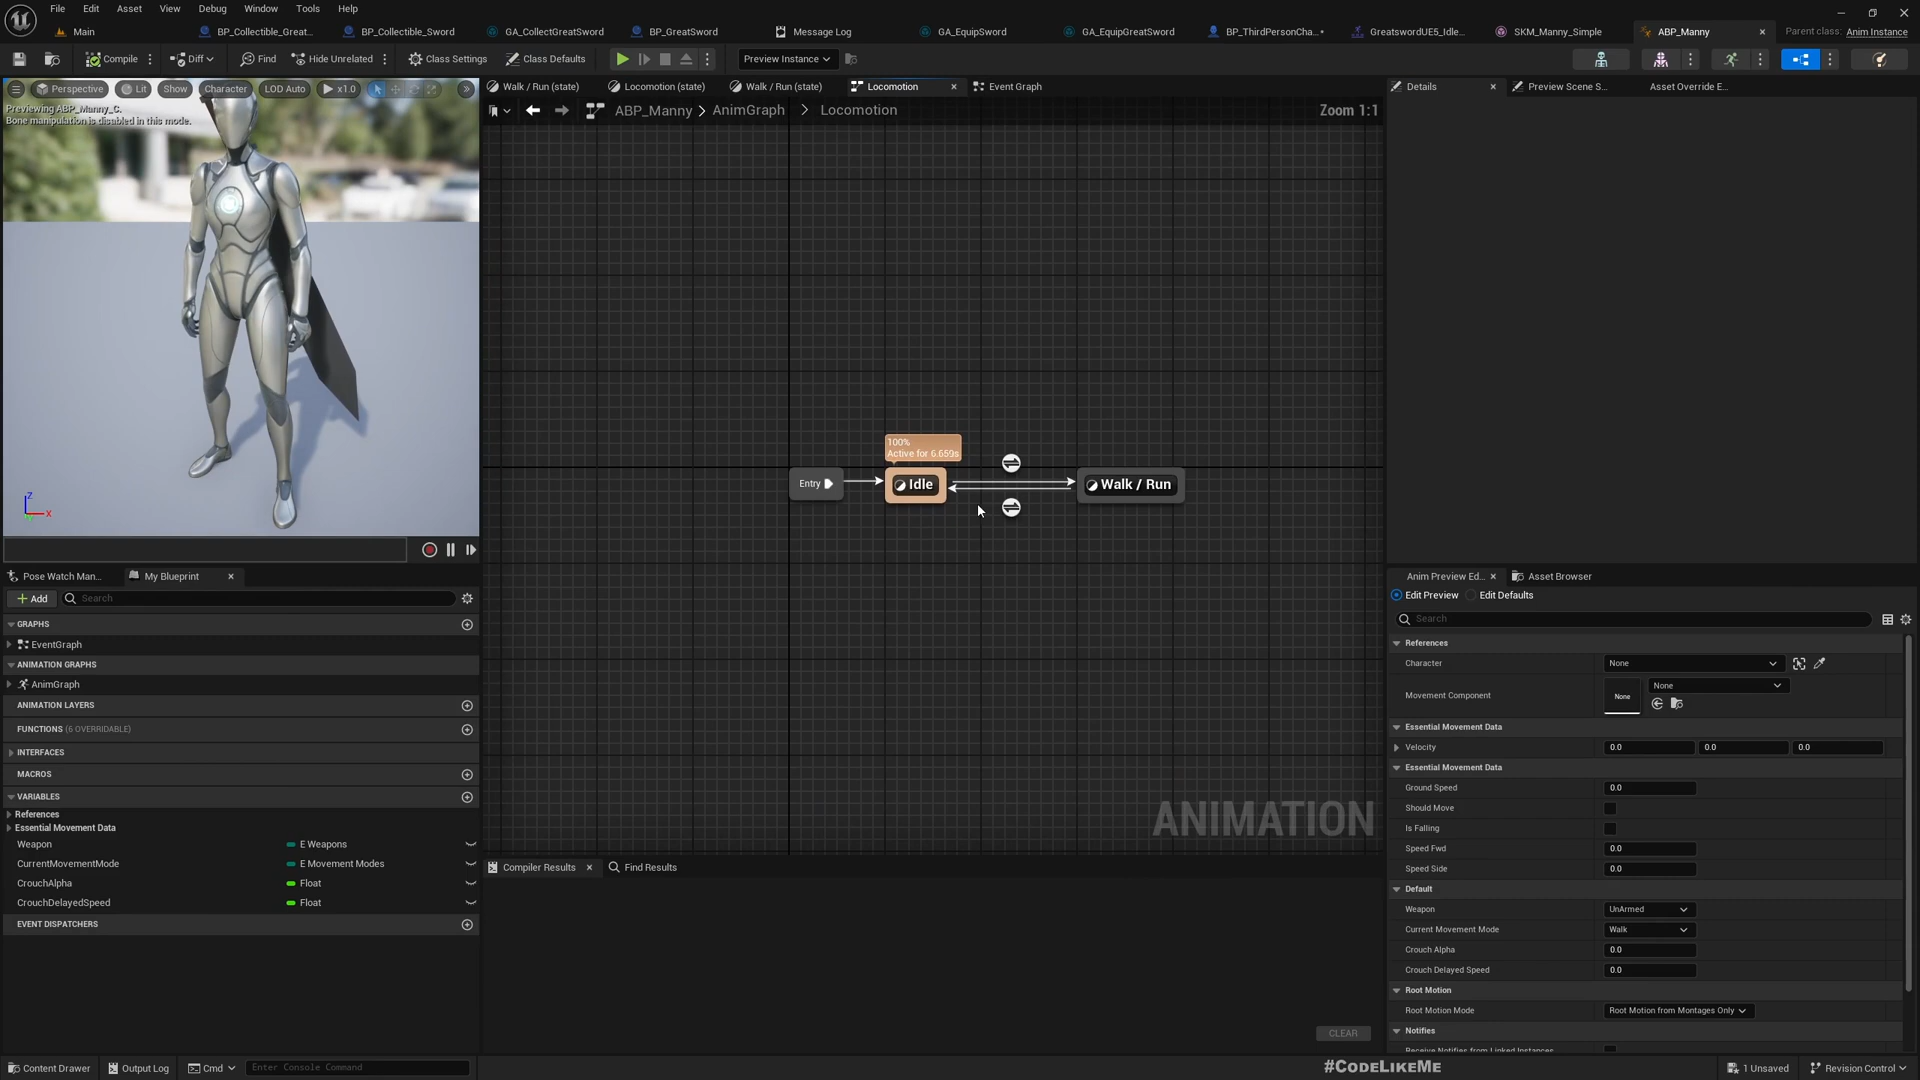 File Edit Asset View Debug Window Tools Help
Main BP_Collectible_Great... BP_Collectible_Sword GA_CollectGreatSword BP_GreatSword Message Log GA_EquipSword GA_EquipGreatSword BP_ThirdPersonCha...• GreatswordUE5_Idle... SKM_Manny_Simple ABP_Manny Parent class: Anim Instance
Compile Diff Find Hide Unrelated Class Settings Class Defaults Preview Instance
Perspective Lit Show Character LOD Auto x1.0
Previewing ABP_Manny_C.
Bone manipulation is disabled in this mode.
Z
X
Walk / Run (state) Locomotion (state) Walk / Run (state) Locomotion Event Graph
ABP_Manny > AnimGraph > Locomotion Zoom 1:1
100%
Active for 6.659s
Entry Idle Walk / Run
ANIMATION
Pose Watch Man... My Blueprint
Add Search
GRAPHS
EventGraph
ANIMATION GRAPHS
AnimGraph
ANIMATION LAYERS
FUNCTIONS (6 OVERRIDABLE)
INTERFACES
MACROS
VARIABLES
References
Essential Movement Data
Weapon E Weapons
CurrentMovementMode E Movement Modes
CrouchAlpha Float
CrouchDelayedSpeed Float
EVENT DISPATCHERS
Compiler Results Find Results
CLEAR
Details Preview Scene S... Asset Override E...
Anim Preview Ed... Asset Browser
Edit Preview Edit Defaults
Search
References
Character None
Movement Component None None
Essential Movement Data
Velocity 0.0 0.0 0.0
Essential Movement Data
Ground Speed 0.0
Should Move
Is Falling
Speed Fwd 0.0
Speed Side 0.0
Default
Weapon UnArmed
Current Movement Mode Walk
Crouch Alpha 0.0
Crouch Delayed Speed 0.0
Root Motion
Root Motion Mode Root Motion from Montages Only
Notifies
Receive Notifies from Linked Instances
Content Drawer Output Log Cmd Enter Console Command #CODELIKEME 1 Unsaved Revision Control